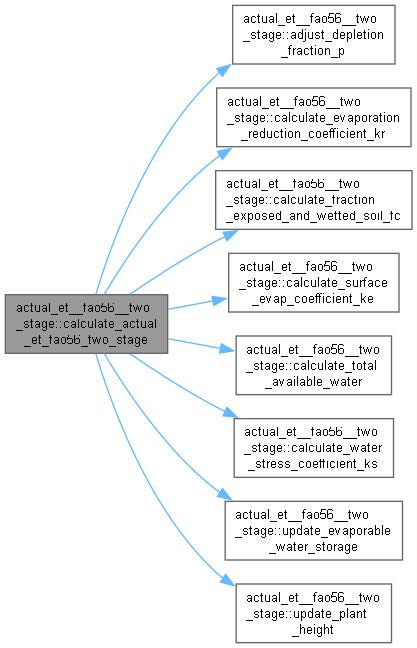 actual_et__fao56__two
_stage::adjust_depletion
_fraction_p
actual_et__fao56__two
_stage::calculate_evaporation
_reduction_coefficient_kr
actual_et__fao56__two
_stage::calculate_fraction
_exposed_and_wetted_soil_fc
actual_et__fao56__two
_stage::calculate_surface
_evap_coefficient_ke
actual_et__fao56__two
_stage::calculate_actual
_et_fao56_two_stage
actual_et__fao56__two
_stage::calculate_total
_available_water
actual_et__fao56__two
_stage::calculate_water
_stress_coefficient_ks
actual_et__fao56__two
_stage::update_evaporable
_water_storage
actual_et__fao56__two
_stage::update_plant
_height